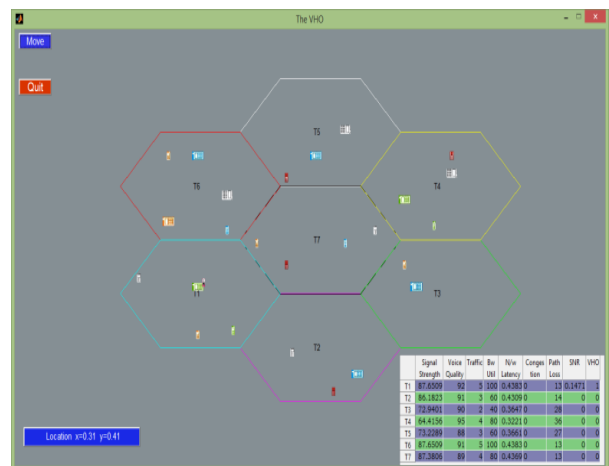 The VHO
Move
Quit
T5
T6
T4
T7
T1
T3
T2
Signal Strength Voice Quality Traffic Bw Util N/w Latency Conges tion Path Loss SNR VHO
T1 87.6509 92 5 100 0.4383 0 13 0.1471 1
T2 86.1823 91 3 60 0.4309 0 14 0 0
T3 72.9401 90 2 40 0.3647 0 28 0 0
T4 64.4156 95 4 80 0.3221 0 36 0 0
T5 73.2289 88 3 60 0.3661 0 27 0 0
T6 87.6509 91 5 100 0.4383 0 13 0 0
T7 87.3806 89 4 80 0.4369 0 13 0 0
Location x=0.31 y=0.41